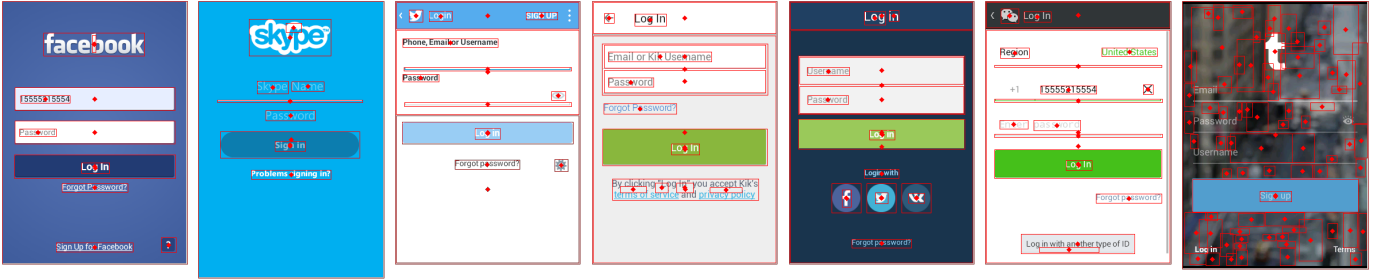 facebook
15555215554
Password
Log In
Forgot Password?
Sign Up for Facebook
?
skype
Skype Name
Password
Sign in
Problems signing in?
Log in
SIGN UP
Phone, Email or Username
Password
Log in
Forgot password?
Log In
Email or Kik Username
Password
Forgot Password?
Log In
By clicking "Log In" you accept Kik's
terms of service and privacy policy
Log in
Username
Password
Log in
Login with
f
Forgot password?
Log In
Region
United States
+1
15555215554
password
Log In
Forgot password?
Log in with another type of ID
t
Email
Password
Username
Sign up
Log in
Terms